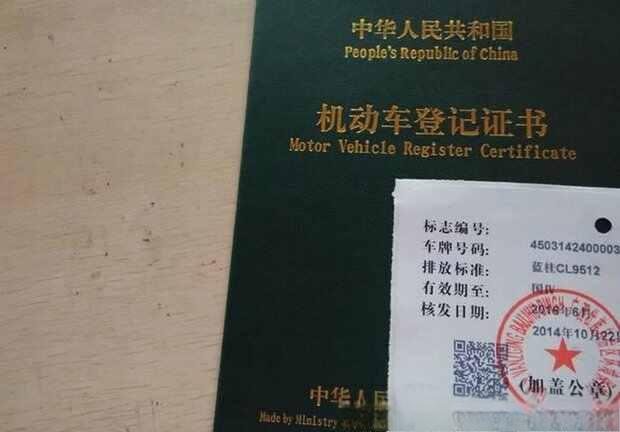 中华人民共和国
People's Republic of China
机动车登记证书
Motor Vehicle Register Certificate
标志编号:
车牌号码: 4503142400003
排放标准: 蓝桂CL9512
有效期至: 国IV
核发日期: 2016年6月
2014年10月22
(加盖公章)
中华人民
Made by Ministry